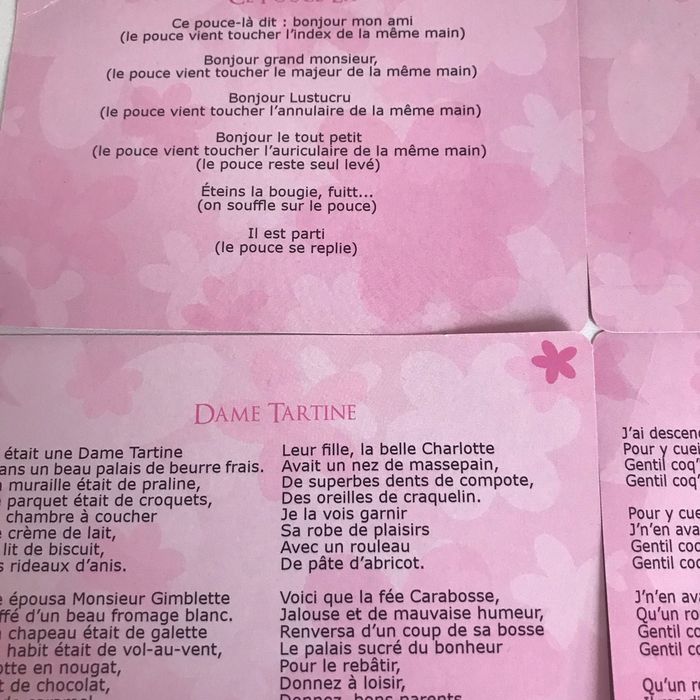 Ce pouce-là dit : bonjour mon ami
(le pouce vient toucher l'index de la même main)
Bonjour grand monsieur,
(le pouce vient toucher le majeur de la même main)
Bonjour Lustucru
(le pouce vient toucher l'annulaire de la même main)
Bonjour le tout petit
(le pouce vient toucher l'auriculaire de la même main)
(le pouce reste seul levé)
Éteins la bougie, fuitt...
(on souffle sur le pouce)
Il est parti
(le pouce se replie)
DAME TARTINE
était une Dame Tartine
ans un beau palais de beurre frais.
muraille était de praline,
parquet était de croquets,
chambre à coucher
crème de lait,
lit de biscuit,
rideaux d'anis.
épousa Monsieur Gimblette
ffé d'un beau fromage blanc.
chapeau était de galette
habit était de vol-au-vent,
otte en nougat,
t de chocolat,
Leur fille, la belle Charlotte
Avait un nez de massepain,
De superbes dents de compote,
Des oreilles de craquelin.
Je la vois garnir
Sa robe de plaisirs
Avec un rouleau
De pâte d'abricot.
Voici que la fée Carabosse,
Jalouse et de mauvaise humeur,
Renversa d'un coup de sa bosse
Le palais sucré du bonheur
Pour le rebâtir,
Donnez à loisir,
Donnez, bons parents
J'ai descen
Pour y cuei
Gentil coq'
Gentil coq'
Pour y cue
J'n'en ava
Gentil coc
Gentil coc
J'n'en ava
Qu'un ro
Gentil cc
Gentil cc
Qu'un r